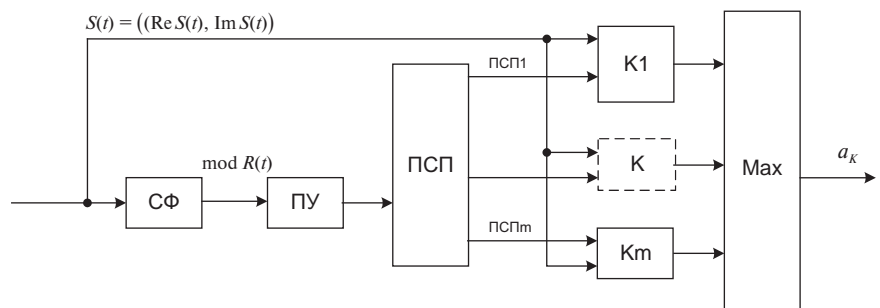 S(t) = ((Re S(t), Im S(t))
ПСП1
K1
mod R(t)
СФ
ПУ
ПСП
K
Max
a_K
ПСПm
Km